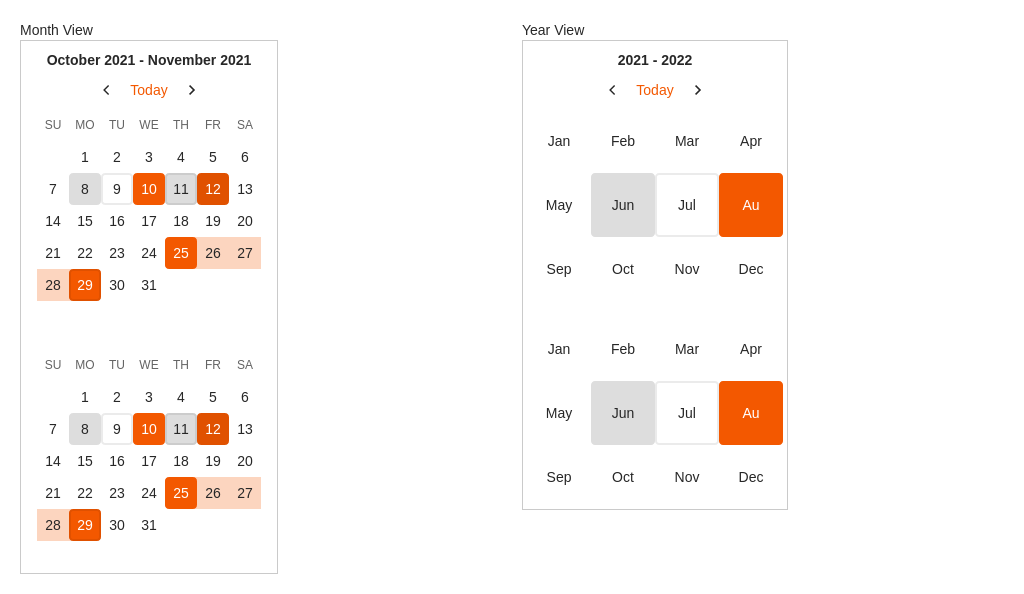 Month View
October 2021 - November 2021
Today
SU MO TU WE TH FR SA
1 2 3 4 5 6
7 8 9 10 11 12 13
14 15 16 17 18 19 20
21 22 23 24 25 26 27
28 29 30 31
SU MO TU WE TH FR SA
1 2 3 4 5 6
7 8 9 10 11 12 13
14 15 16 17 18 19 20
21 22 23 24 25 26 27
28 29 30 31
Year View
2021 - 2022
Today
Jan Feb Mar Apr
May Jun Jul Au
Sep Oct Nov Dec
Jan Feb Mar Apr
May Jun Jul Au
Sep Oct Nov Dec